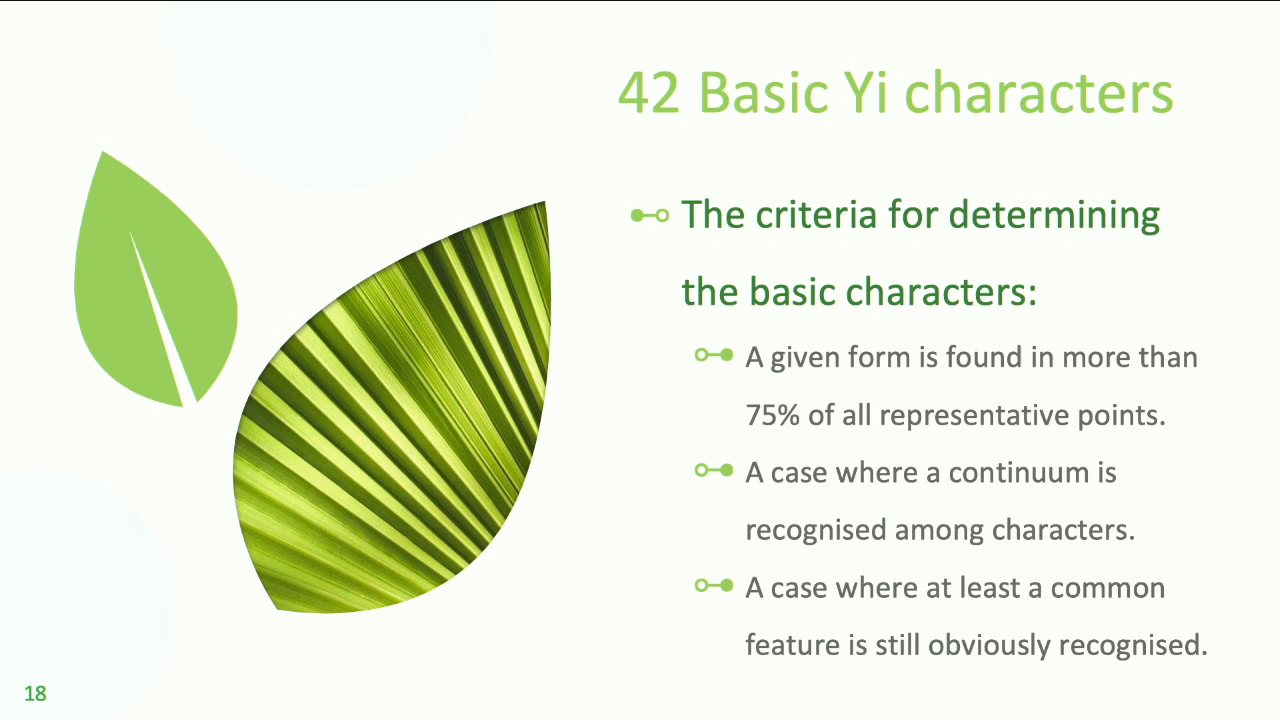 42 Basic Yi characters
The criteria for determining
the basic characters:
A given form is found in more than
75% of all representative points.
A case where a continuum is
recognised among characters.
A case where at least a common
feature is still obviously recognised.
18